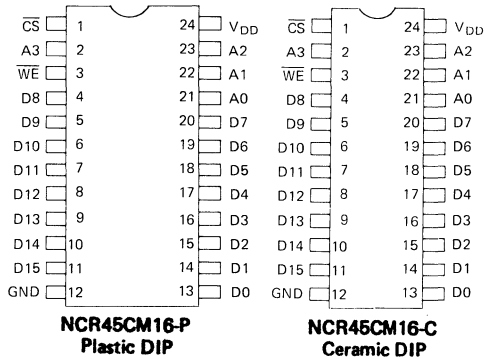 CS 1 24 VDD
A3 2 23 A2
WE 3 22 A1
D8 4 21 A0
D9 5 20 D7
D10 6 19 D6
D11 7 18 D5
D12 8 17 D4
D13 9 16 D3
D14 10 15 D2
D15 11 14 D1
GND 12 13 D0
NCR45CM16-P
Plastic DIP
CS 1 24 VDD
A3 2 23 A2
WE 3 22 A1
D8 4 21 A0
D9 5 20 D7
D10 6 19 D6
D11 7 18 D5
D12 8 17 D4
D13 9 16 D3
D14 10 15 D2
D15 11 14 D1
GND 12 13 D0
NCR45CM16-C
Ceramic DIP